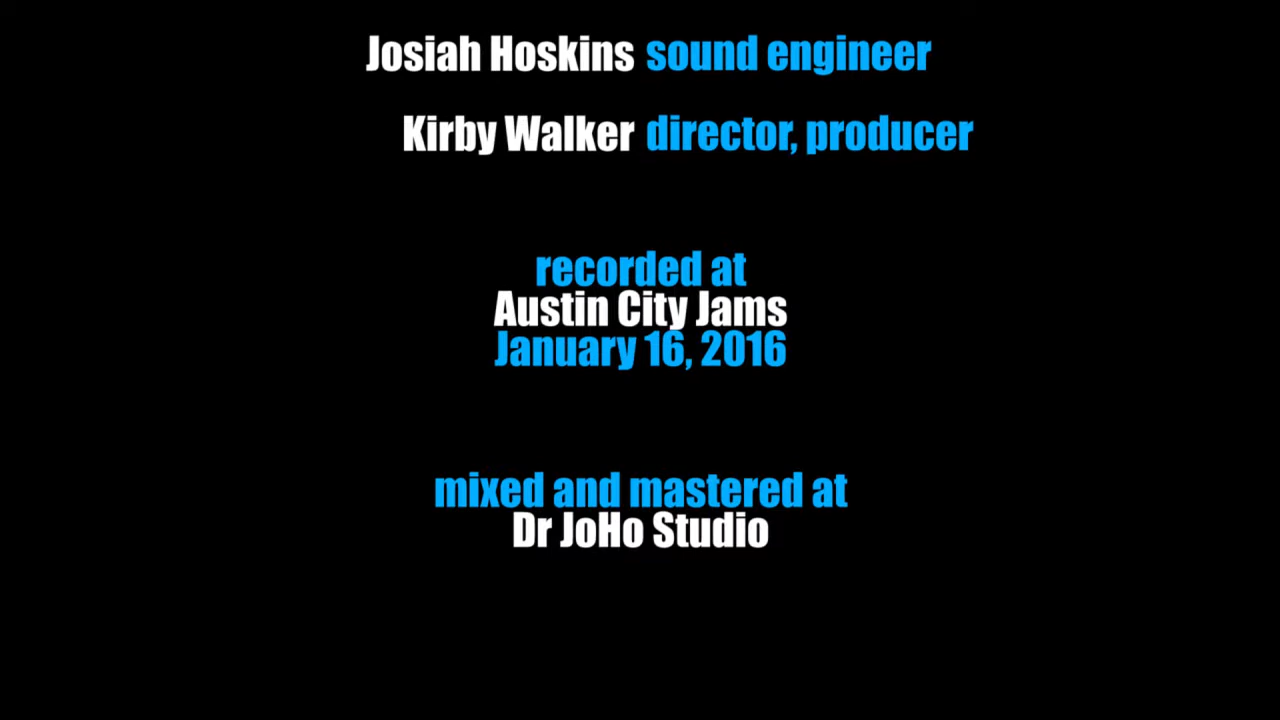 Josiah Hoskins sound engineer
Kirby Walker director, producer
recorded at
Austin City Jams
January 16, 2016
mixed and mastered at
Dr JoHo Studio